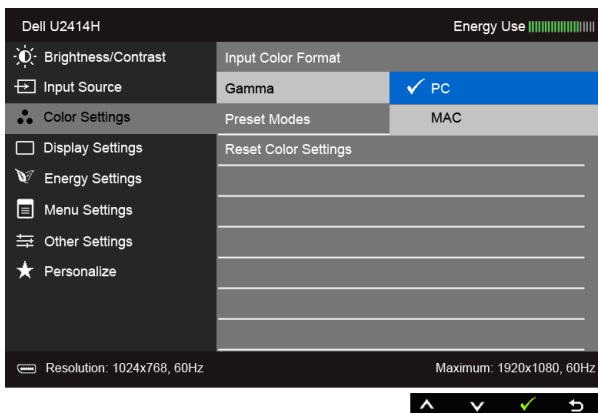 Dell U2414H Energy Use
Brightness/Contrast Input Color Format
Input Source Gamma PC
Color Settings Preset Modes MAC
Display Settings Reset Color Settings
Energy Settings
Menu Settings
Other Settings
Personalize
Resolution: 1024x768, 60Hz Maximum: 1920x1080, 60Hz